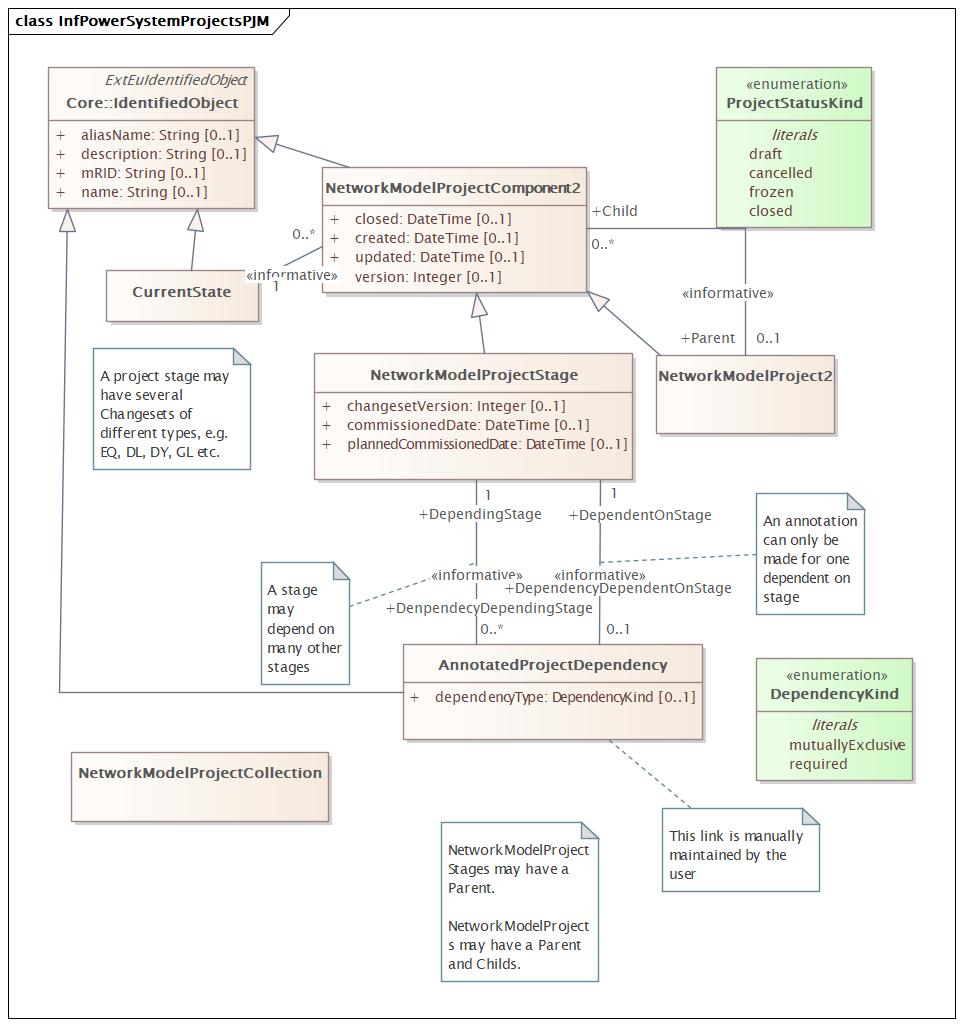 class InfPowerSystemProjectsPJM
ExtEuIdentifiedObject
Core::IdentifiedObject
+ aliasName: String [0..1]
+ description: String [0..1]
+ mRID: String [0..1]
+ name: String [0..1]
«enumeration»
ProjectStatusKind
literals
draft
cancelled
frozen
closed
NetworkModelProjectComponent2
+ closed: DateTime [0..1]
+ created: DateTime [0..1]
+ updated: DateTime [0..1]
version: Integer [0..1]
+Child
0..*
0..*
«informative»
1
CurrentState
«informative»
+Parent
0..1
NetworkModelProject2
A project stage may
have several
Changesets of
different types, e.g.
EQ, DL, DY, GL etc.
NetworkModelProjectStage
+ changesetVersion: Integer [0..1]
+ commissionedDate: DateTime [0..1]
+ plannedCommissionedDate: DateTime [0..1]
1
+DependingStage
1
+DependentOnStage
An annotation
can only be
made for one
dependent on
stage
A stage
may
depend on
many other
stages
«informative»
«informative»
+DependencyDependentOnStage
+DenpendecyDependingStage
0..*
0..1
AnnotatedProjectDependency
+ dependencyType: DependencyKind [0..1]
«enumeration»
DependencyKind
literals
mutuallyExclusive
required
NetworkModelProjectCollection
This link is manually
maintained by the
user
NetworkModelProject
Stages may have a
Parent.
NetworkModelProject
s may have a Parent
and Childs.